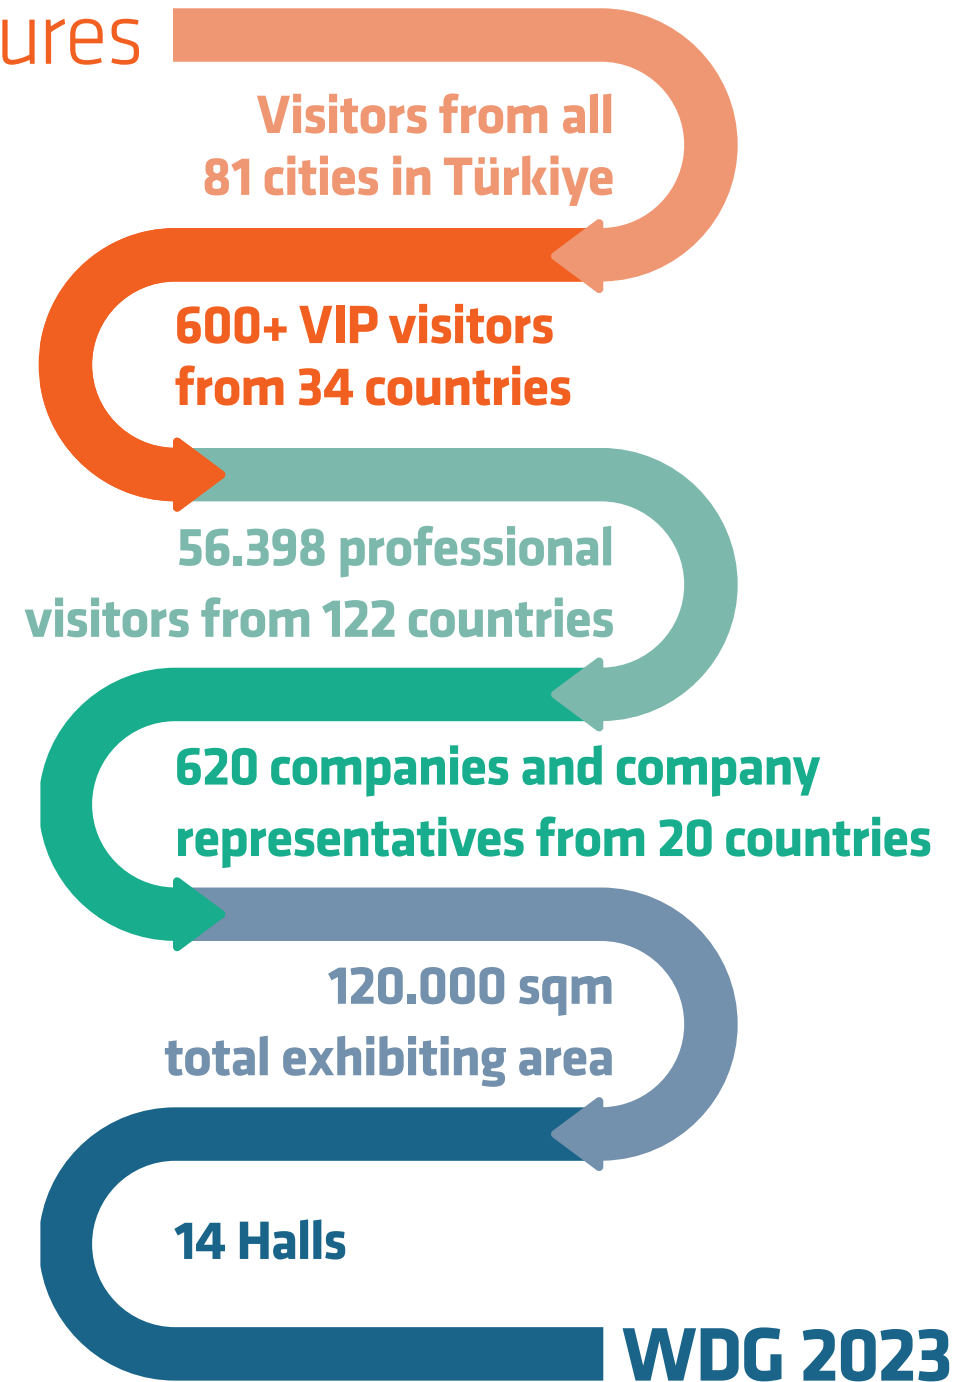 ures
Visitors from all
81 cities in Türkiye
600+ VIP visitors
from 34 countries
56.398 professional
visitors from 122 countries
620 companies and company
representatives from 20 countries
120.000 sqm
total exhibiting area
14 Halls
WDG 2023